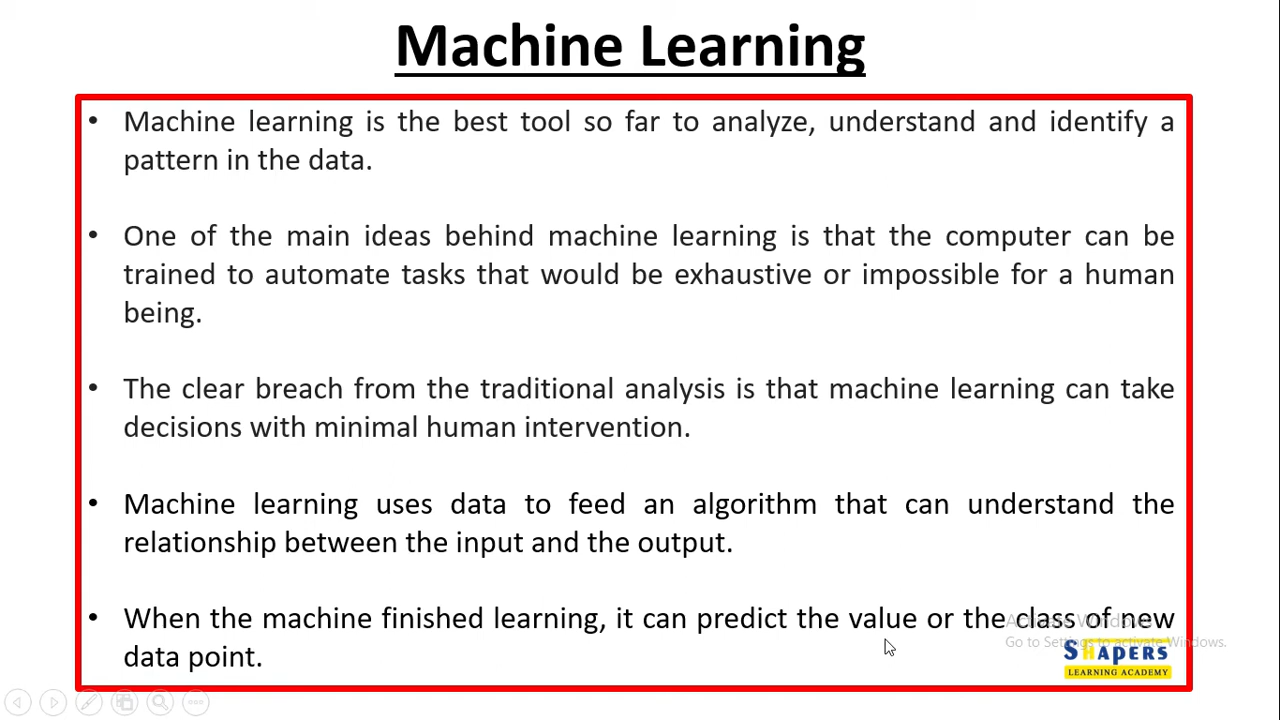 Machine Learning
• Machine learning is the best tool so far to analyze, understand and identify a
pattern in the data.
• One of the main ideas behind machine learning is that the computer can be
trained to automate tasks that would be exhaustive or impossible for a human
being.
• The clear breach from the traditional analysis is that machine learning can take
decisions with minimal human intervention.
• Machine learning uses data to feed an algorithm that can understand the
relationship between the input and the output.
• When the machine finished learning, it can predict the value or the class of new
data point.
Activate Windows
Go to Settings to activate Windows.
SHAPERS
LEARNING ACADEMY